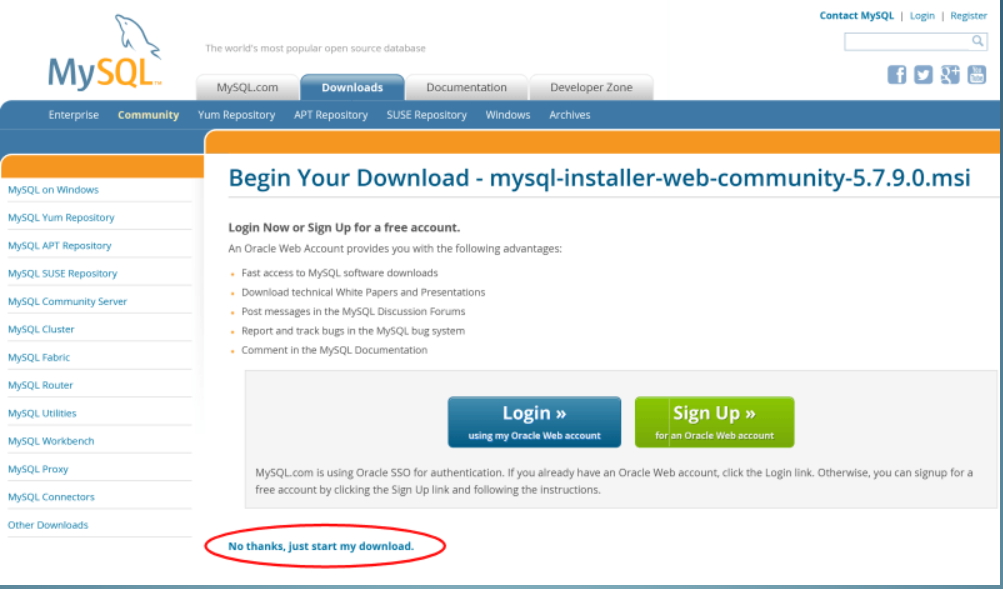 Contact MySQL | Login | Register
MySQL™
The world's most popular open source database
MySQL.com
Downloads
Documentation
Developer Zone
Enterprise Community Yum Repository APT Repository SUSE Repository Windows Archives
MySQL on Windows
MySQL Yum Repository
MySQL APT Repository
MySQL SUSE Repository
MySQL Community Server
MySQL Cluster
MySQL Fabric
MySQL Router
MySQL Utilities
MySQL Workbench
MySQL Proxy
MySQL Connectors
Other Downloads
Begin Your Download - mysql-installer-web-community-5.7.9.0.msi
Login Now or Sign Up for a free account.
An Oracle Web Account provides you with the following advantages:
Fast access to MySQL software downloads
Download technical White Papers and Presentations
Post messages in the MySQL Discussion Forums
Report and track bugs in the MySQL bug system
Comment in the MySQL Documentation
Login »
using my Oracle Web account
Sign Up »
for an Oracle Web account
MySQL.com is using Oracle SSO for authentication. If you already have an Oracle Web account, click the Login link. Otherwise, you can signup for a
free account by clicking the Sign Up link and following the instructions.
No thanks, just start my download.